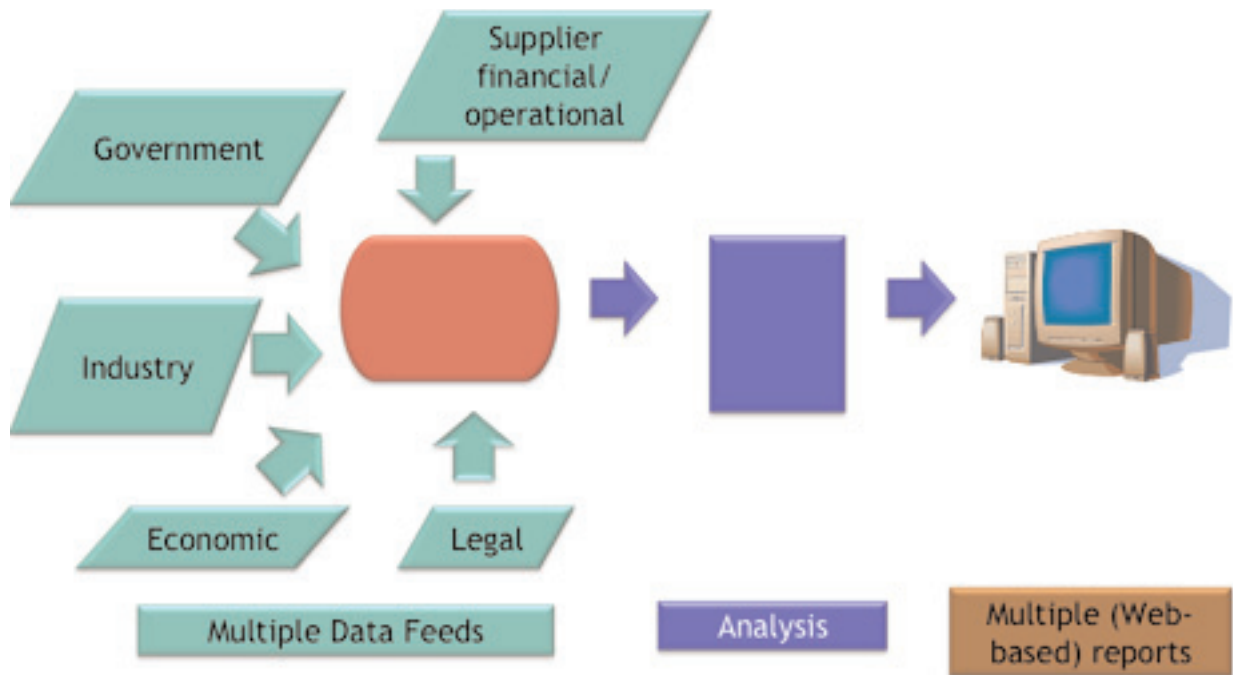 Supplier
financial/
operational
Government
Industry
Economic
Legal
Multiple Data Feeds
Analysis
Multiple (Web-
based) reports